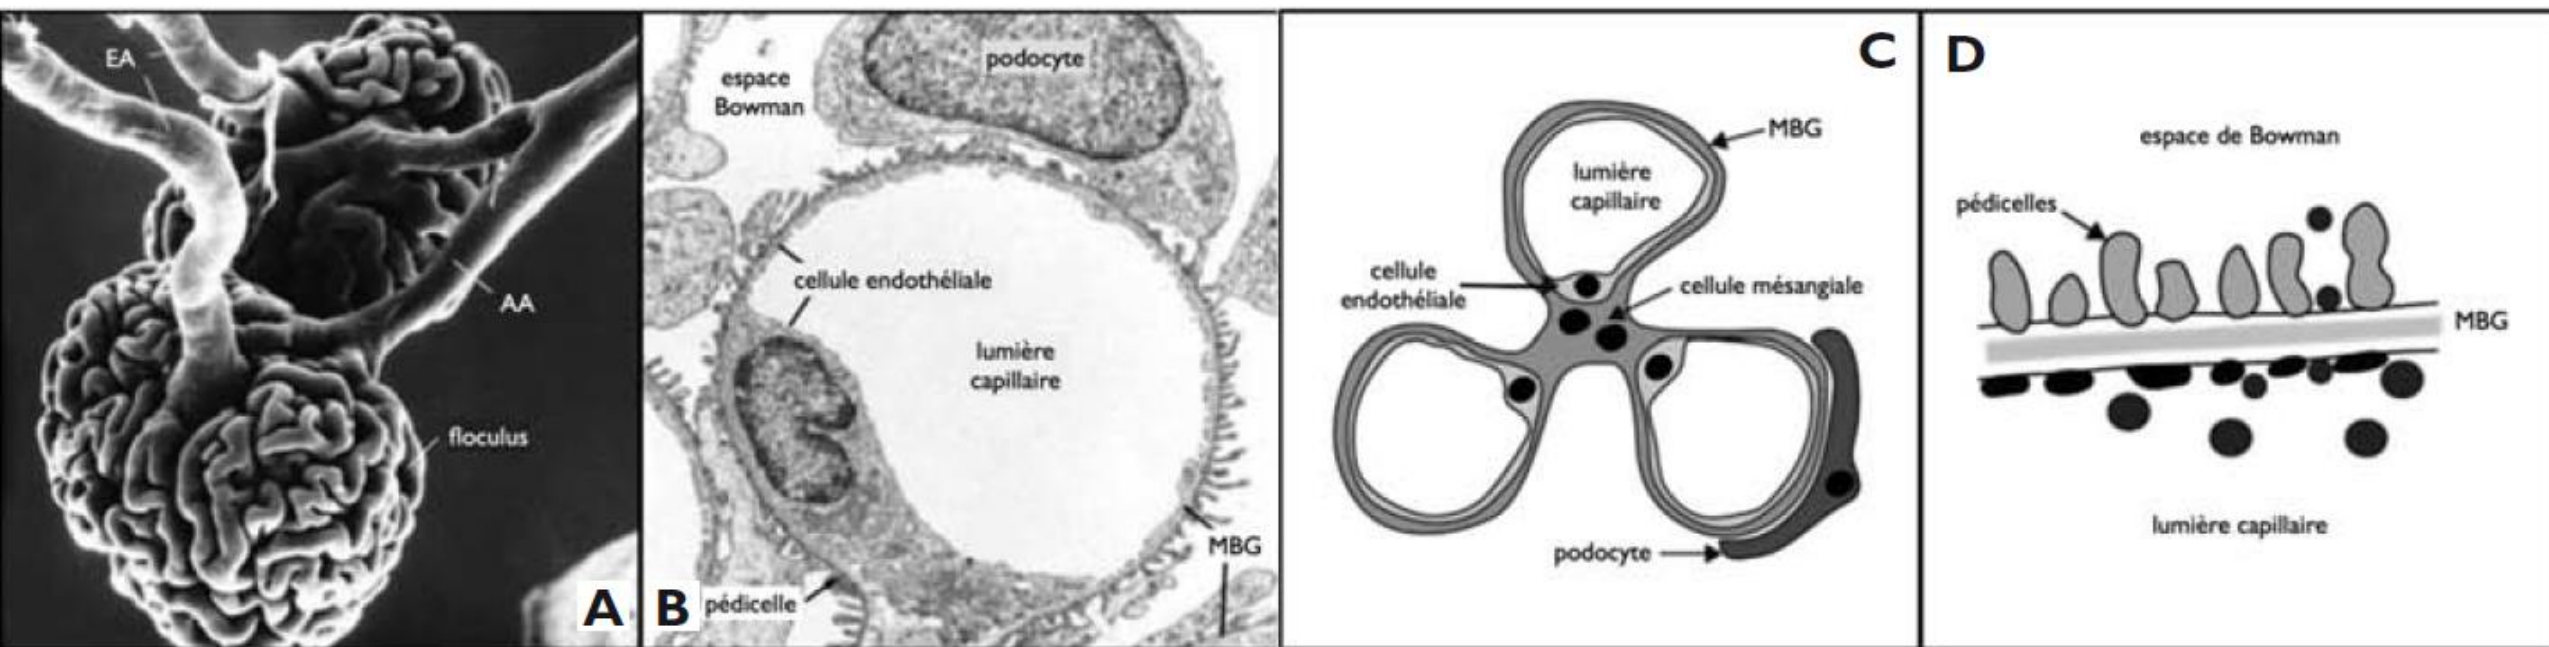 EA
AA
floculus
A
podocyte
espace
Bowman
cellule endothéliale
lumière
capillaire
MBG
B
pédicelle
C
MBG
lumière
capillaire
cellule
endothéliale
cellule mésangiale
podocyte
D
espace de Bowman
pédicelles
MBG
lumière capillaire